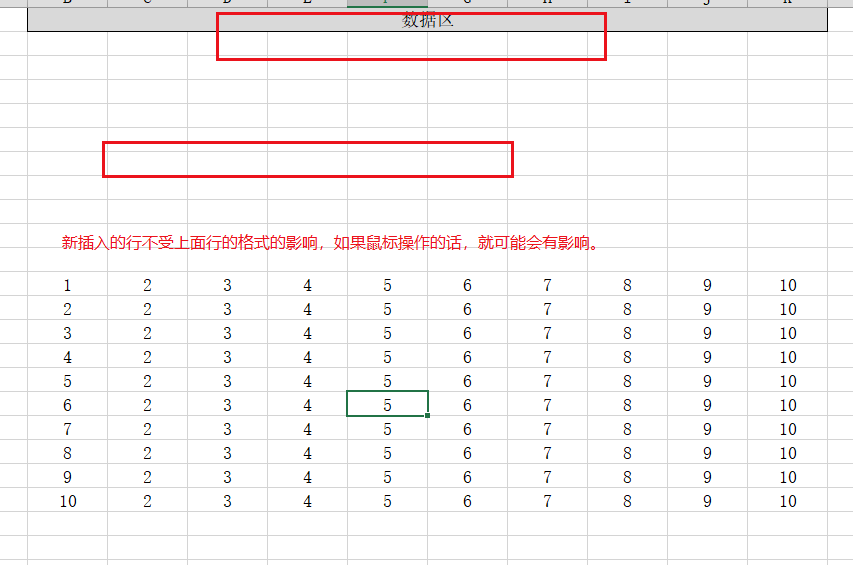 B C D E F G H I J K
数据区
新插入的行不受上面行的格式的影响，如果鼠标操作的话，就可能会有影响。
1 2 3 4 5 6 7 8 9 10
2 2 3 4 5 6 7 8 9 10
3 2 3 4 5 6 7 8 9 10
4 2 3 4 5 6 7 8 9 10
5 2 3 4 5 6 7 8 9 10
6 2 3 4 5 6 7 8 9 10
7 2 3 4 5 6 7 8 9 10
8 2 3 4 5 6 7 8 9 10
9 2 3 4 5 6 7 8 9 10
10 2 3 4 5 6 7 8 9 10